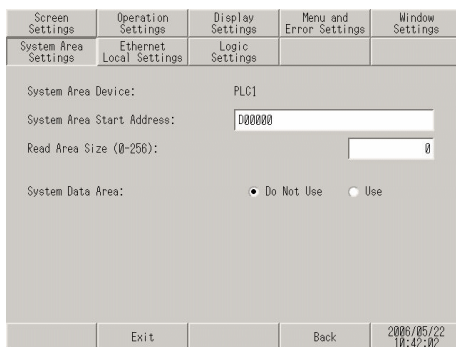 Screen Settings
Operation Settings
Display Settings
Menu and Error Settings
Window Settings
System Area Settings
Ethernet Local Settings
Logic Settings
System Area Device: PLC1
System Area Start Address: D00000
Read Area Size (0-256): 0
System Data Area: Do Not Use Use
Exit
Back
2006/05/22
10:42:02